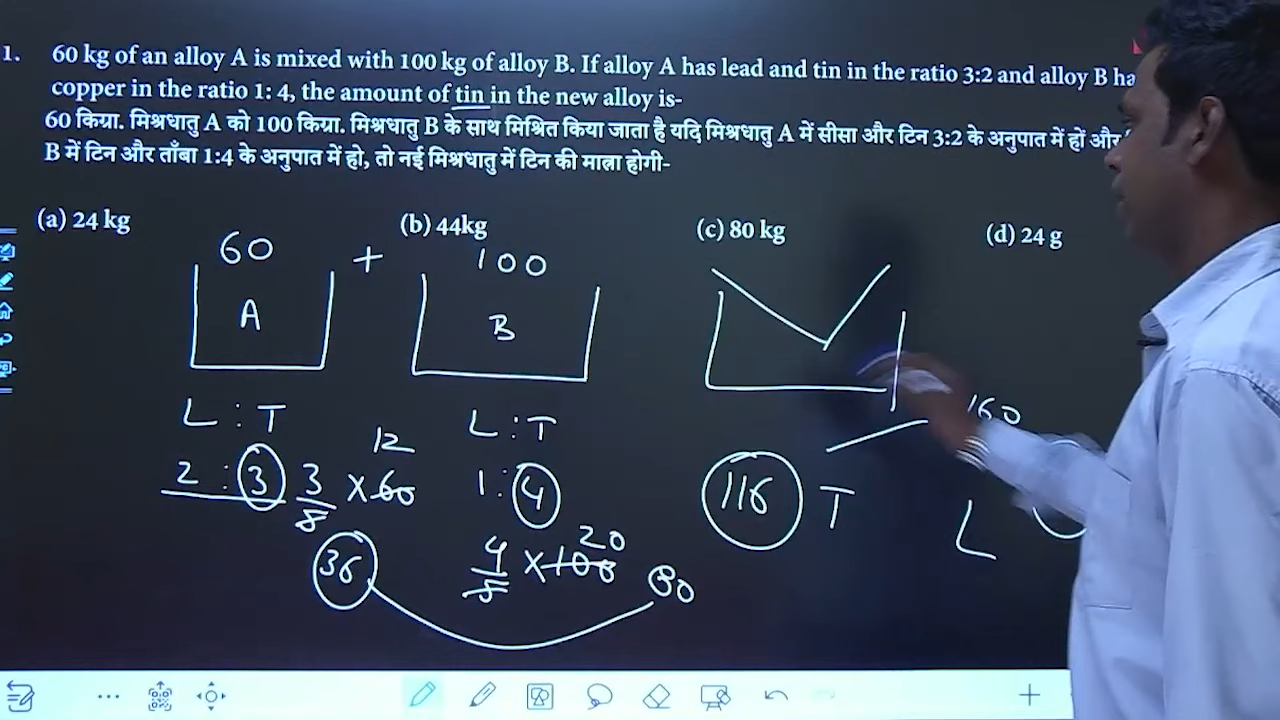 1. 60 kg of an alloy A is mixed with 100 kg of alloy B. If alloy A has lead and tin in the ratio 3:2 and alloy B ha
copper in the ratio 1: 4, the amount of tin in the new alloy is-
60 किग्रा. मिश्रधातु A को 100 किग्रा. मिश्रधातु B के साथ मिश्रित किया जाता है यदि मिश्रधातु A में सीसा और टिन 3:2 के अनुपात में हों और
B में टिन और ताँबा 1:4 के अनुपात में हो, तो नई मिश्रधातु में टिन की मात्रा होगी-
(a) 24 kg (b) 44kg (c) 80 kg (d) 24 g
60 + 100
A B
L : T L : T
160
12
2 : 3 3/5 × 60 1 : 4 116 T L
36 4/5 × 100 20 80